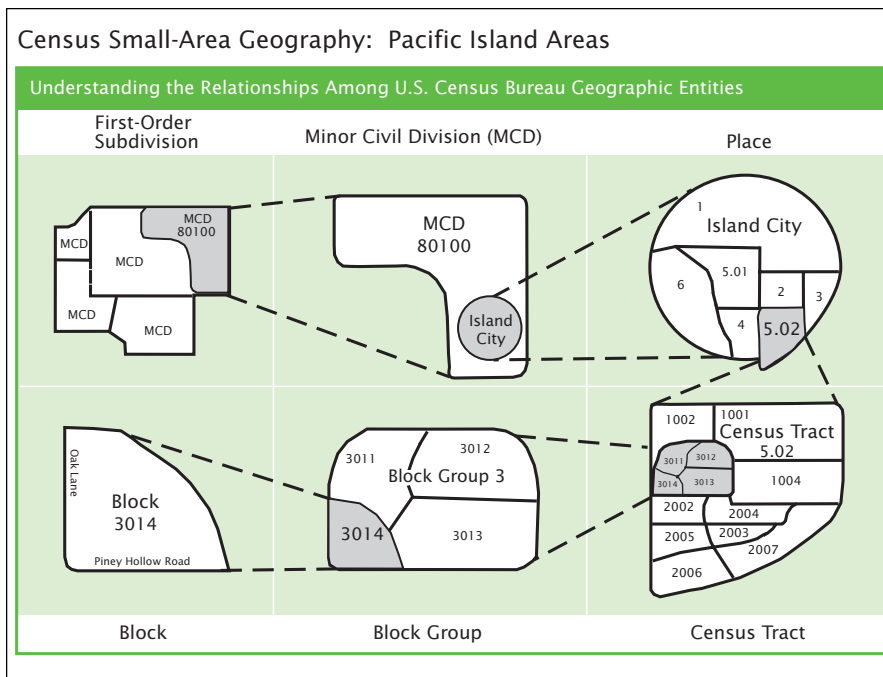 Census Small-Area Geography: Pacific Island Areas
Understanding the Relationships Among U.S. Census Bureau Geographic Entities
First-Order
Subdivision
Minor Civil Division (MCD)
Place
MCD
80100
MCD
MCD
MCD
MCD
MCD
80100
Island
City
1
Island City
5.01
6
2
3
4
5.02
Oak Lane
Block
3014
Piney Hollow Road
3011
3012
Block Group 3
3014
3013
1002
1001
Census Tract
5.02
3011
3012
3014
3013
1004
2002
2004
2005
2003
2007
2006
Block
Block Group
Census Tract